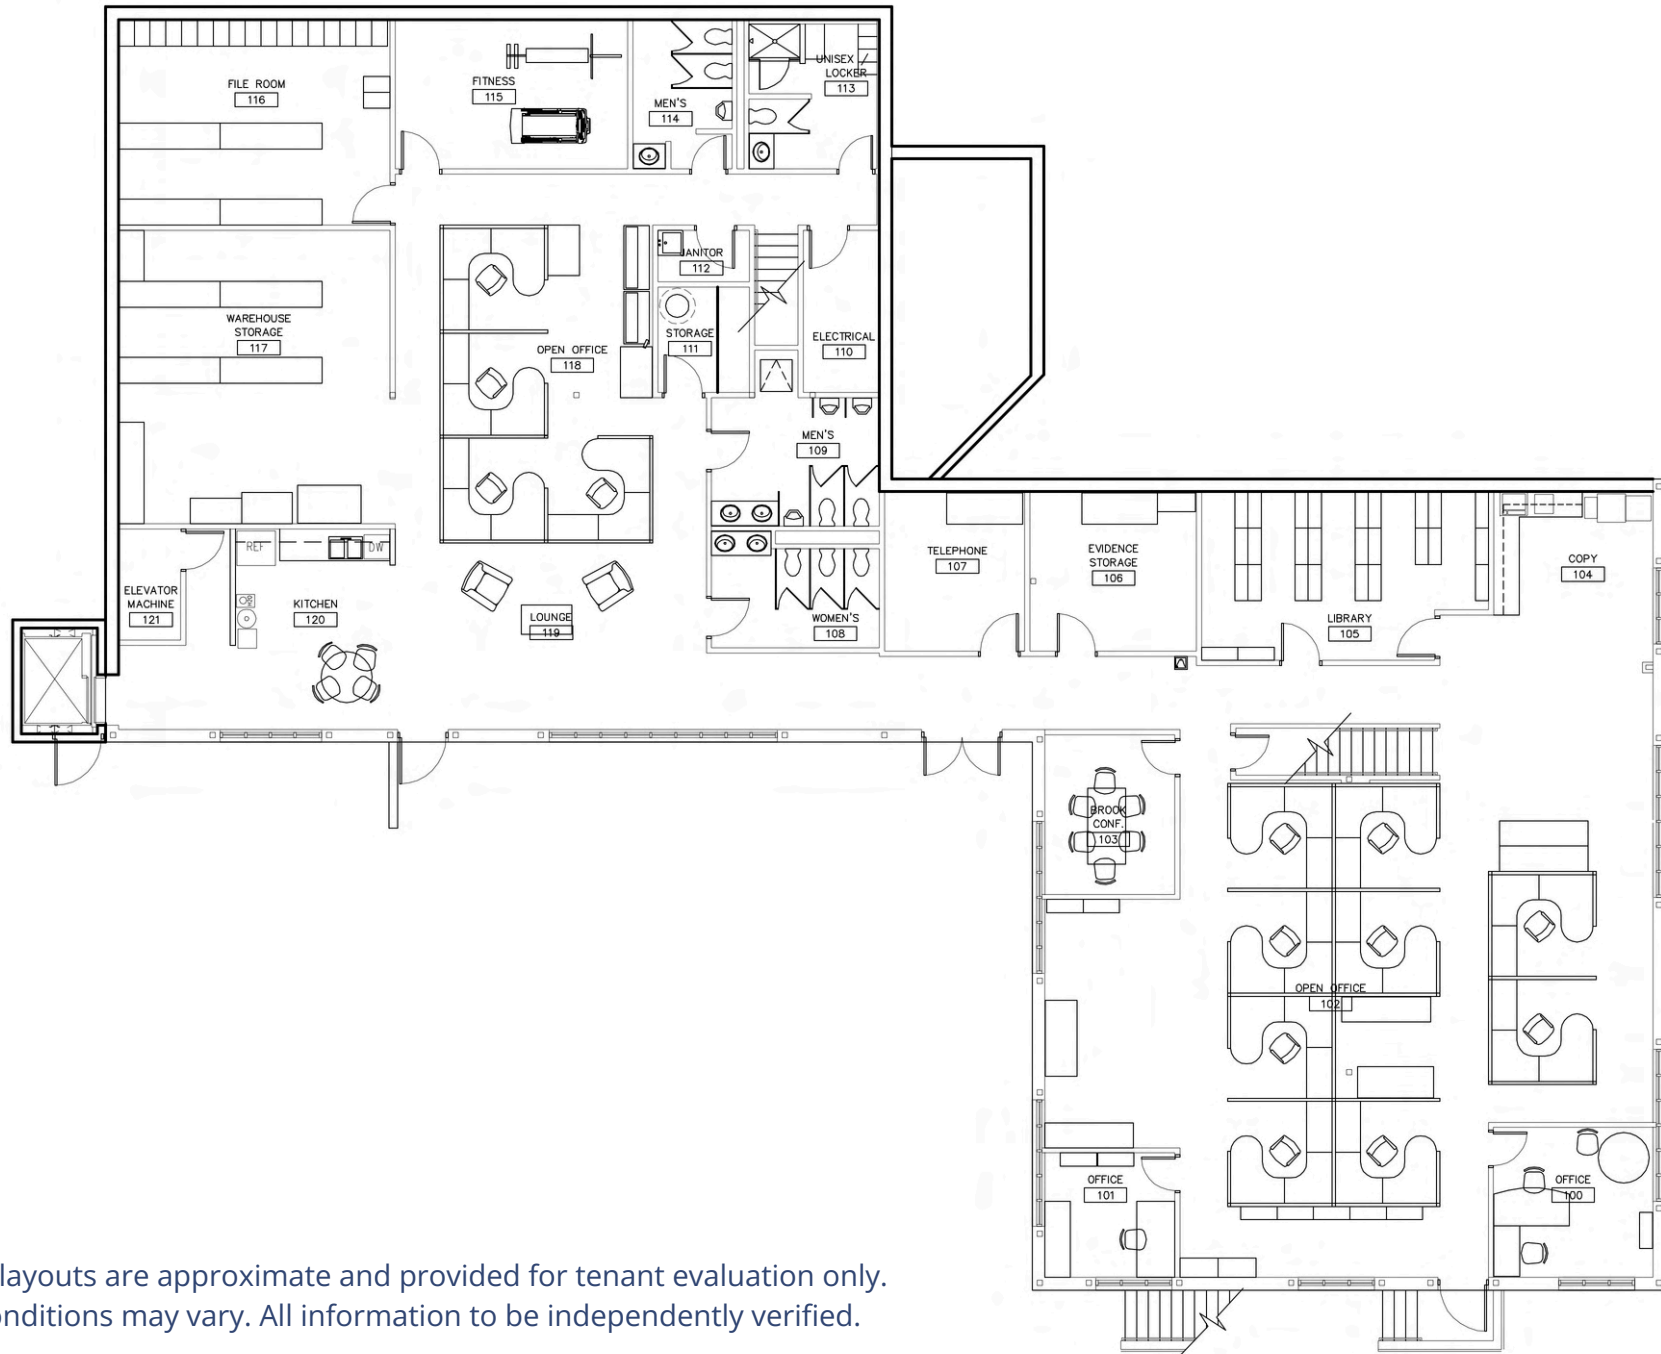 FILE ROOM
116
FITNESS
115
MEN'S
114
UNISEX /
LOCKER
113
JANITOR
112
WAREHOUSE
STORAGE
117
OPEN OFFICE
118
STORAGE
111
ELECTRICAL
110
MEN'S
109
REF
DW
ELEVATOR
MACHINE
121
KITCHEN
120
LOUNGE
119
WOMEN'S
108
TELEPHONE
107
EVIDENCE
STORAGE
106
LIBRARY
105
COPY
104
BROOK
CONF.
103
OPEN OFFICE
102
OFFICE
101
OFFICE
100
layouts are approximate and provided for tenant evaluation only.
onditions may vary. All information to be independently verified.